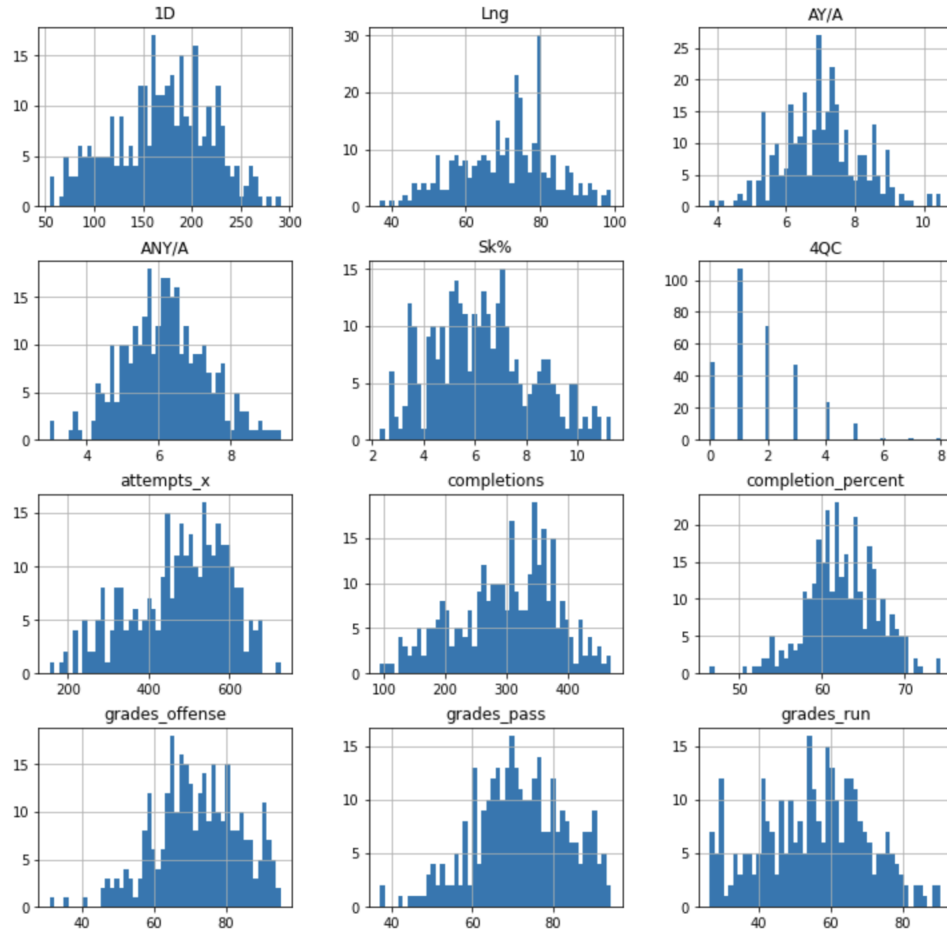 1D Lng AY/A
15 10 5 0
50 100 150 200 250 300
30 20 10 0
40 60 80 100
25 20 15 10 5 0
4 6 8 10
ANY/A Sk% 4QC
15 10 5 0
4 6 8
15 10 5 0
2 4 6 8 10
100 80 60 40 20 0
0 2 4 6 8
attempts_x completions completion_percent
15 10 5 0
200 400 600
15 10 5 0
100 200 300 400
20 15 10 5 0
50 60 70
grades_offense grades_pass grades_run
15 10 5 0
40 60 80
15 10 5 0
40 60 80
15 10 5 0
40 60 80